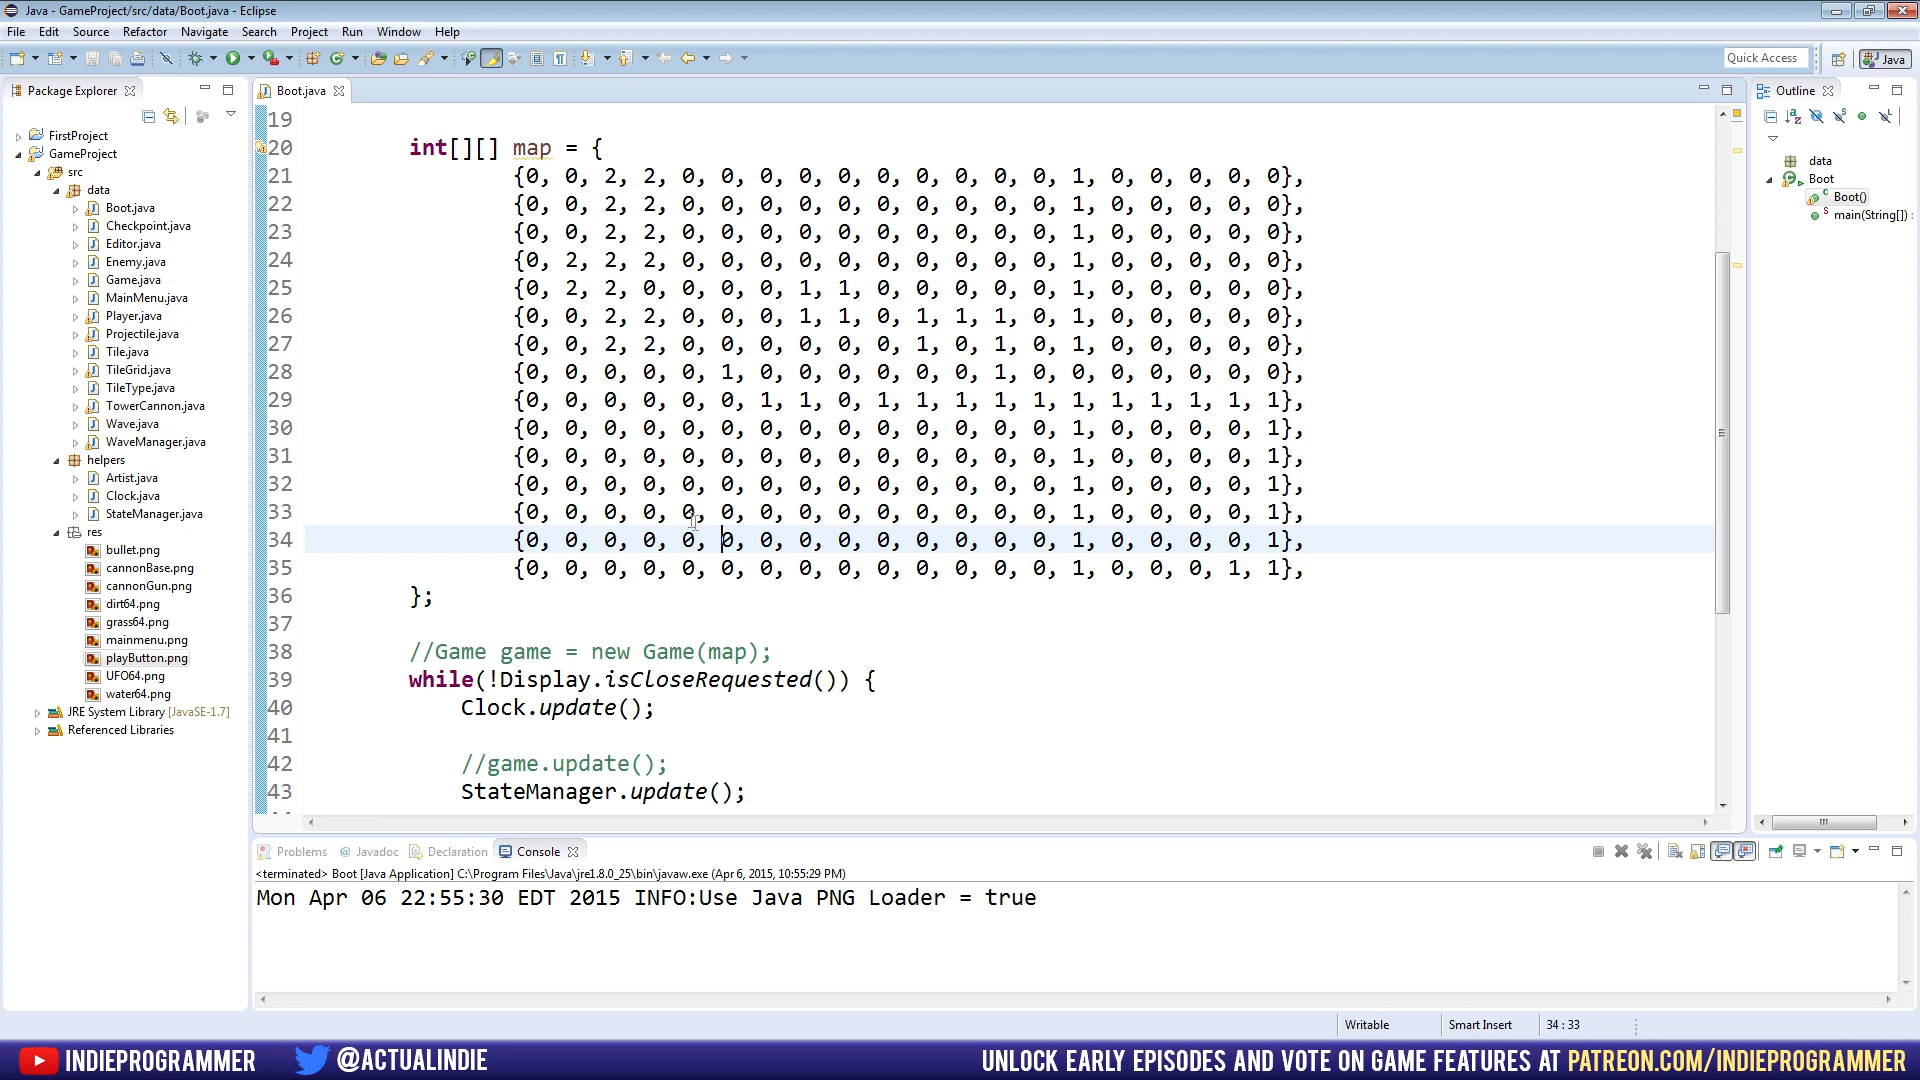 Java - GameProject/src/data/Boot.java - Eclipse
File Edit Source Refactor Navigate Search Project Run Window Help
Quick Access
Java
Package Explorer
FirstProject
GameProject
src
data
Boot.java
Checkpoint.java
Editor.java
Enemy.java
Game.java
MainMenu.java
Player.java
Projectile.java
Tile.java
TileGrid.java
TileType.java
TowerCannon.java
Wave.java
WaveManager.java
helpers
Artist.java
Clock.java
StateManager.java
res
bullet.png
cannonBase.png
cannonGun.png
dirt64.png
grass64.png
mainmenu.png
playButton.png
UFO64.png
water64.png
JRE System Library [JavaSE-1.7]
Referenced Libraries
Boot.java
19
20 int[][] map = {
21 {0, 0, 2, 2, 0, 0, 0, 0, 0, 0, 0, 0, 0, 0, 1, 0, 0, 0, 0, 0},
22 {0, 0, 2, 2, 0, 0, 0, 0, 0, 0, 0, 0, 0, 0, 1, 0, 0, 0, 0, 0},
23 {0, 0, 2, 2, 0, 0, 0, 0, 0, 0, 0, 0, 0, 0, 1, 0, 0, 0, 0, 0},
24 {0, 2, 2, 2, 0, 0, 0, 0, 0, 0, 0, 0, 0, 0, 1, 0, 0, 0, 0, 0},
25 {0, 2, 2, 0, 0, 0, 0, 1, 1, 0, 0, 0, 0, 0, 1, 0, 0, 0, 0, 0},
26 {0, 0, 2, 2, 0, 0, 0, 1, 1, 0, 1, 1, 1, 0, 1, 0, 0, 0, 0, 0},
27 {0, 0, 2, 2, 0, 0, 0, 0, 0, 0, 1, 0, 1, 0, 1, 0, 0, 0, 0, 0},
28 {0, 0, 0, 0, 0, 1, 0, 0, 0, 0, 0, 0, 1, 0, 0, 0, 0, 0, 0, 0},
29 {0, 0, 0, 0, 0, 0, 1, 1, 0, 1, 1, 1, 1, 1, 1, 1, 1, 1, 1, 1},
30 {0, 0, 0, 0, 0, 0, 0, 0, 0, 0, 0, 0, 0, 0, 1, 0, 0, 0, 0, 1},
31 {0, 0, 0, 0, 0, 0, 0, 0, 0, 0, 0, 0, 0, 0, 1, 0, 0, 0, 0, 1},
32 {0, 0, 0, 0, 0, 0, 0, 0, 0, 0, 0, 0, 0, 0, 1, 0, 0, 0, 0, 1},
33 {0, 0, 0, 0, 0, 0, 0, 0, 0, 0, 0, 0, 0, 0, 1, 0, 0, 0, 0, 1},
34 {0, 0, 0, 0, 0, 0, 0, 0, 0, 0, 0, 0, 0, 0, 1, 0, 0, 0, 0, 1},
35 {0, 0, 0, 0, 0, 0, 0, 0, 0, 0, 0, 0, 0, 0, 1, 0, 0, 0, 1, 1},
36 };
37
38 //Game game = new Game(map);
39 while(!Display.isCloseRequested()) {
40 Clock.update();
41
42 //game.update();
43 StateManager.update();
Outline
data
Boot
Boot()
main(String[]) :
Problems @ Javadoc Declaration Console
<terminated> Boot [Java Application] C:\Program Files\Java\jre1.8.0_25\bin\javaw.exe (Apr 6, 2015, 10:55:29 PM)
Mon Apr 06 22:55:30 EDT 2015 INFO:Use Java PNG Loader = true
Writable Smart Insert 34 : 33
INDIEPROGRAMMER @ACTUALINDIE UNLOCK EARLY EPISODES AND VOTE ON GAME FEATURES AT PATREON.COM/INDIEPROGRAMMER